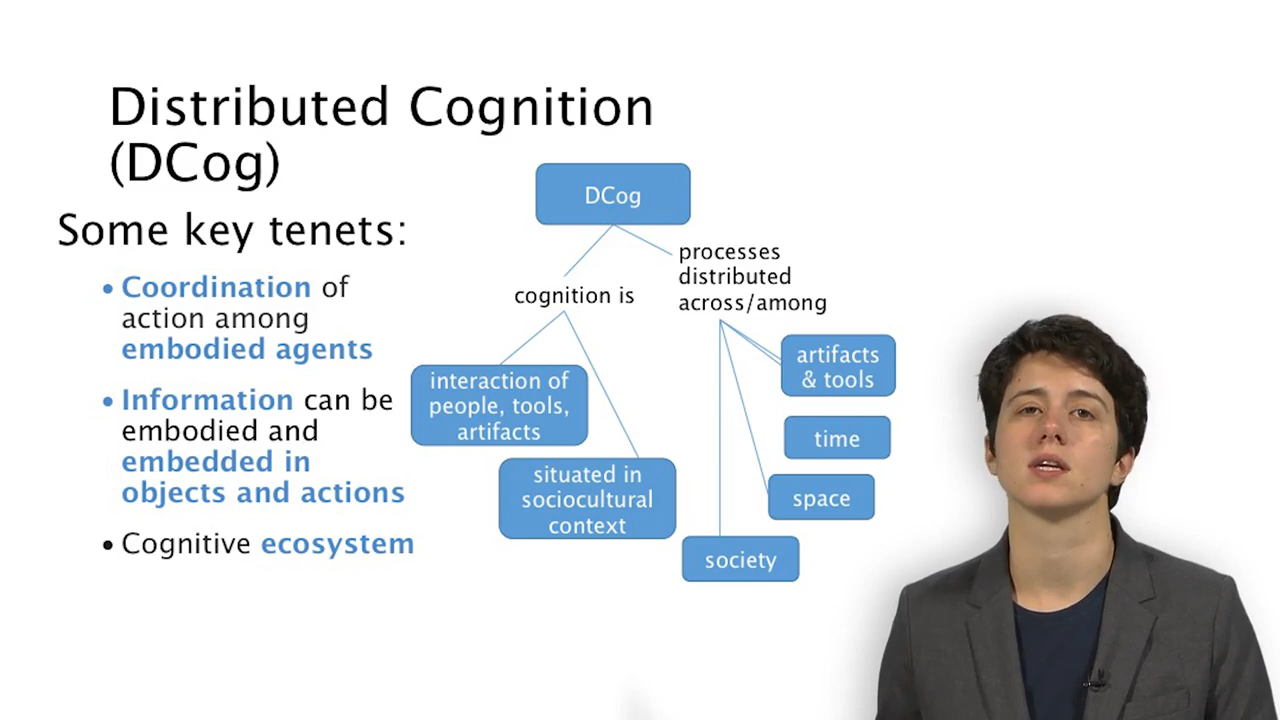 Distributed Cognition
(DCog)
Some key tenets:
• Coordination of
action among
embodied agents
• Information can be
embodied and
embedded in
objects and actions
• Cognitive ecosystem
DCog
cognition is
processes
distributed
across/among
interaction of
people, tools,
artifacts
situated in
sociocultural
context
artifacts
& tools
time
space
society